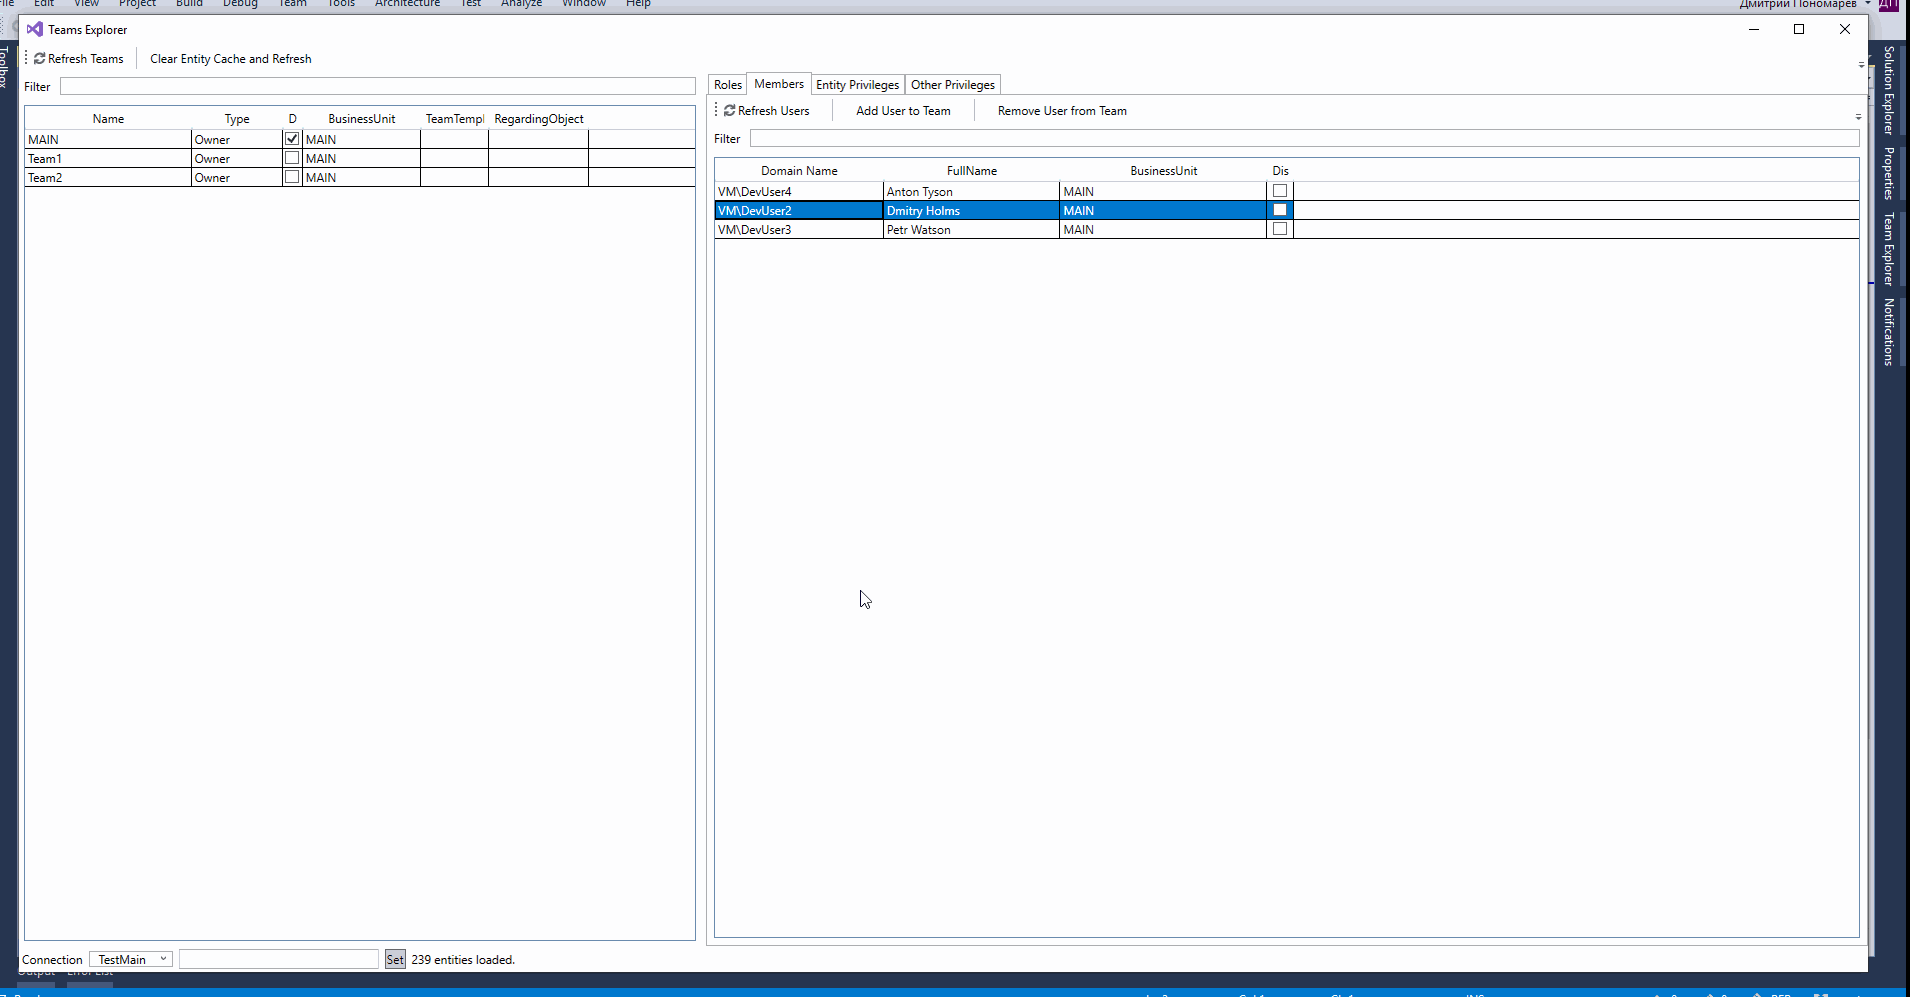 File Edit View Project Build Debug Team Tools Architecture Test Analyze Window Help
Дмитрий Пономарев ДП
Teams Explorer
Refresh Teams Clear Entity Cache and Refresh
Filter
Name Type D BusinessUnit TeamTempl RegardingObject
MAIN Owner MAIN
Team1 Owner MAIN
Team2 Owner MAIN
Roles Members Entity Privileges Other Privileges
Refresh Users Add User to Team Remove User from Team
Filter
Domain Name FullName BusinessUnit Dis
VM\DevUser4 Anton Tyson MAIN
VM\DevUser2 Dmitry Holms MAIN
VM\DevUser3 Petr Watson MAIN
Connection TestMain Set 239 entities loaded.
Toolbox
Solution Explorer
Properties
Team Explorer
Notifications
Output Error List